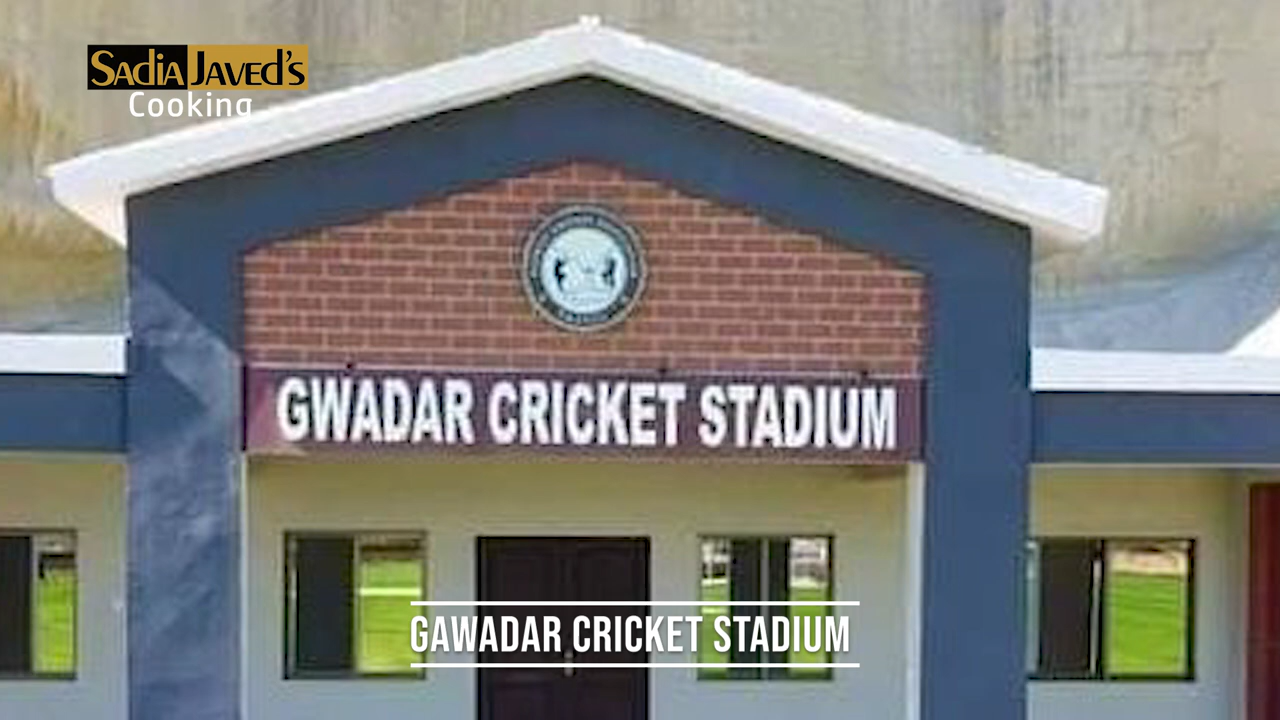 SADIA JAVED'S
Cooking
GWADAR CRICKET STADIUM
GAWADAR CRICKET STADIUM